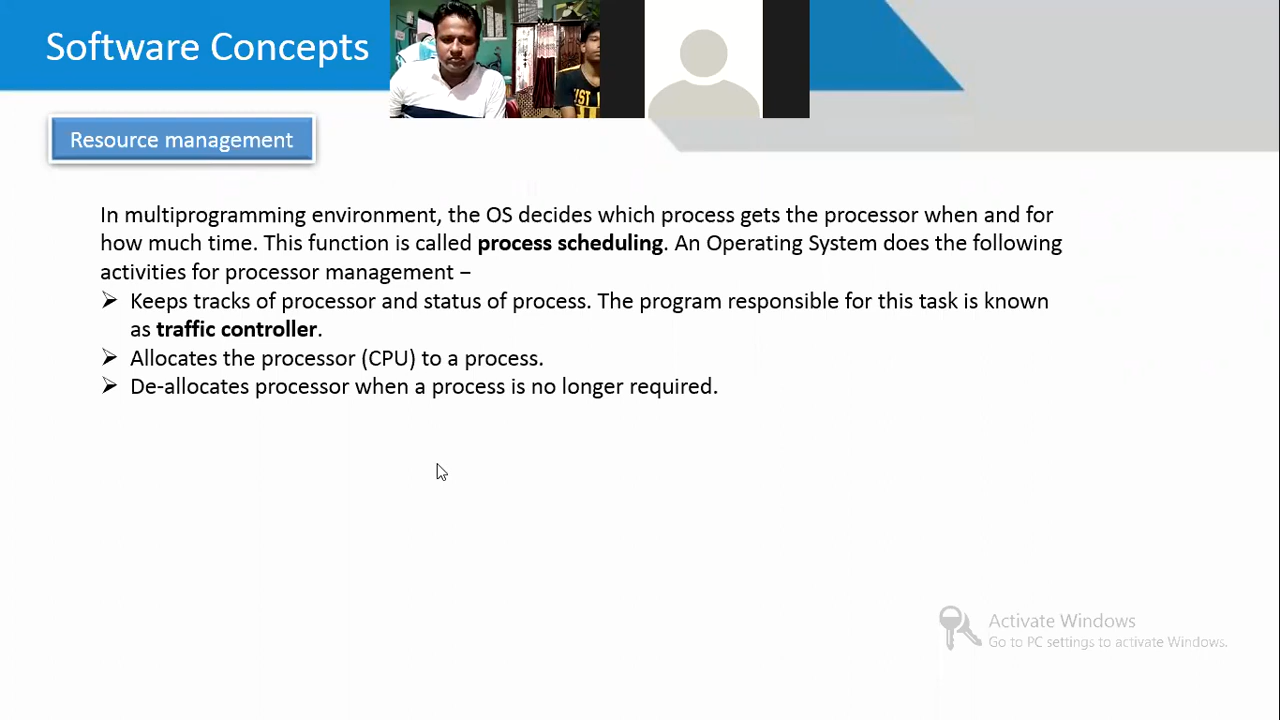 Software Concepts
Resource management
In multiprogramming environment, the OS decides which process gets the processor when and for
how much time. This function is called process scheduling. An Operating System does the following
activities for processor management –
➢ Keeps tracks of processor and status of process. The program responsible for this task is known
as traffic controller.
➢ Allocates the processor (CPU) to a process.
➢ De-allocates processor when a process is no longer required.
Activate Windows
Go to PC settings to activate Windows.